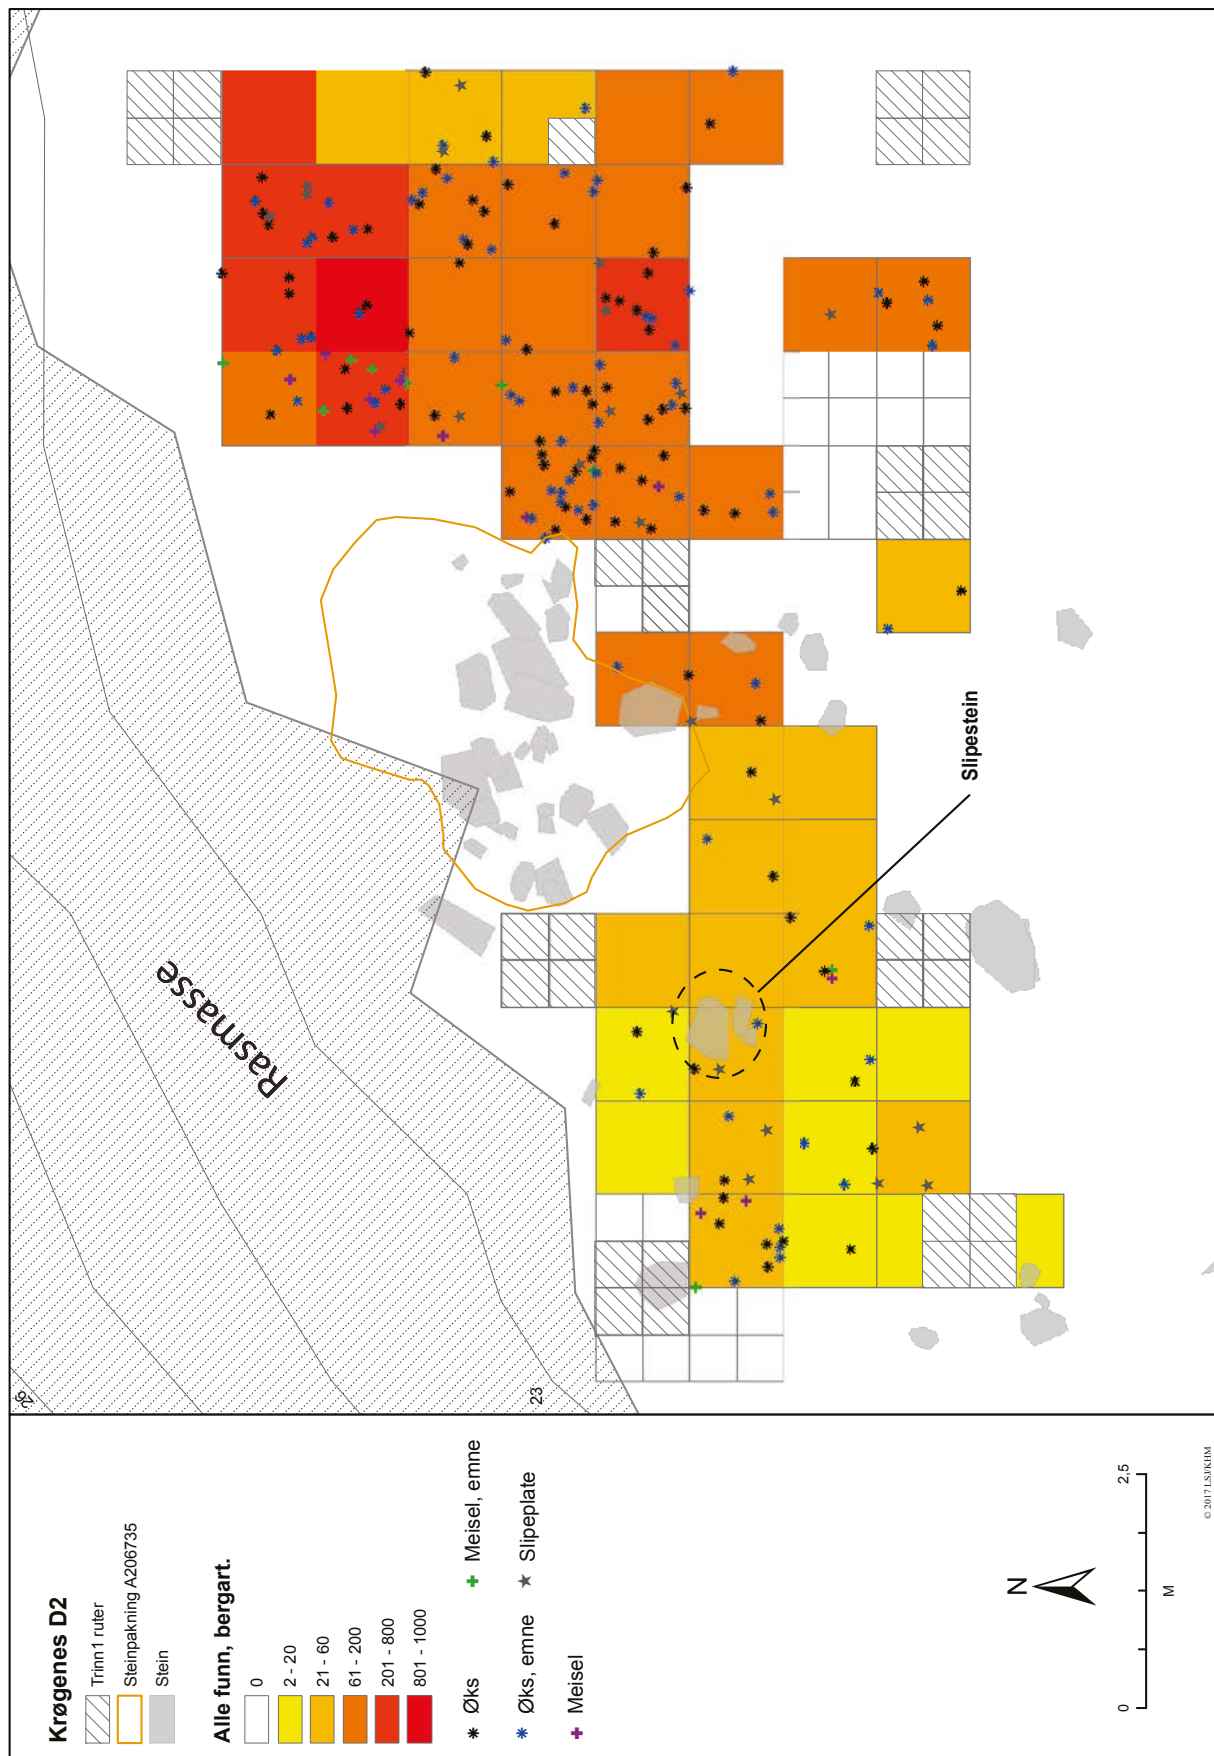 Krøgenes D2
Trinn1 ruter
Steinpakning A206735
Stein
Alle funn, bergart.
0
2 - 20
21 - 60
61 - 200
201 - 800
801 - 1000
Øks
Meisel, emne
Øks, emne
Slipeplate
Meisel
N
0
2,5
M
© 2017 LSJ/KHM
26
23
Rasmasse
Slipestein